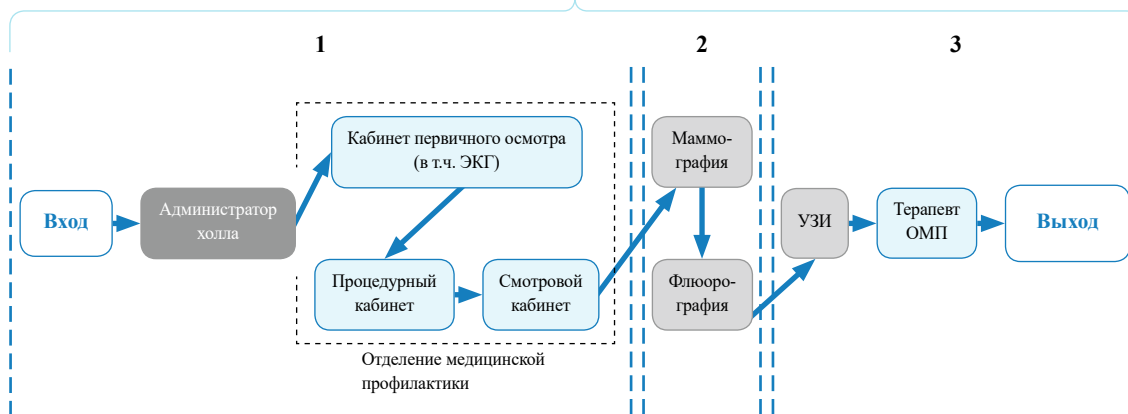 1
2
3
Кабинет первичного осмотра
(в т.ч. ЭКГ)
Маммо-
графия
Вход
Администратор
холла
УЗИ
Терапевт
ОМП
Выход
Процедурный
кабинет
Смотровой
кабинет
Флюоро-
графия
Отделение медицинской
профилактики